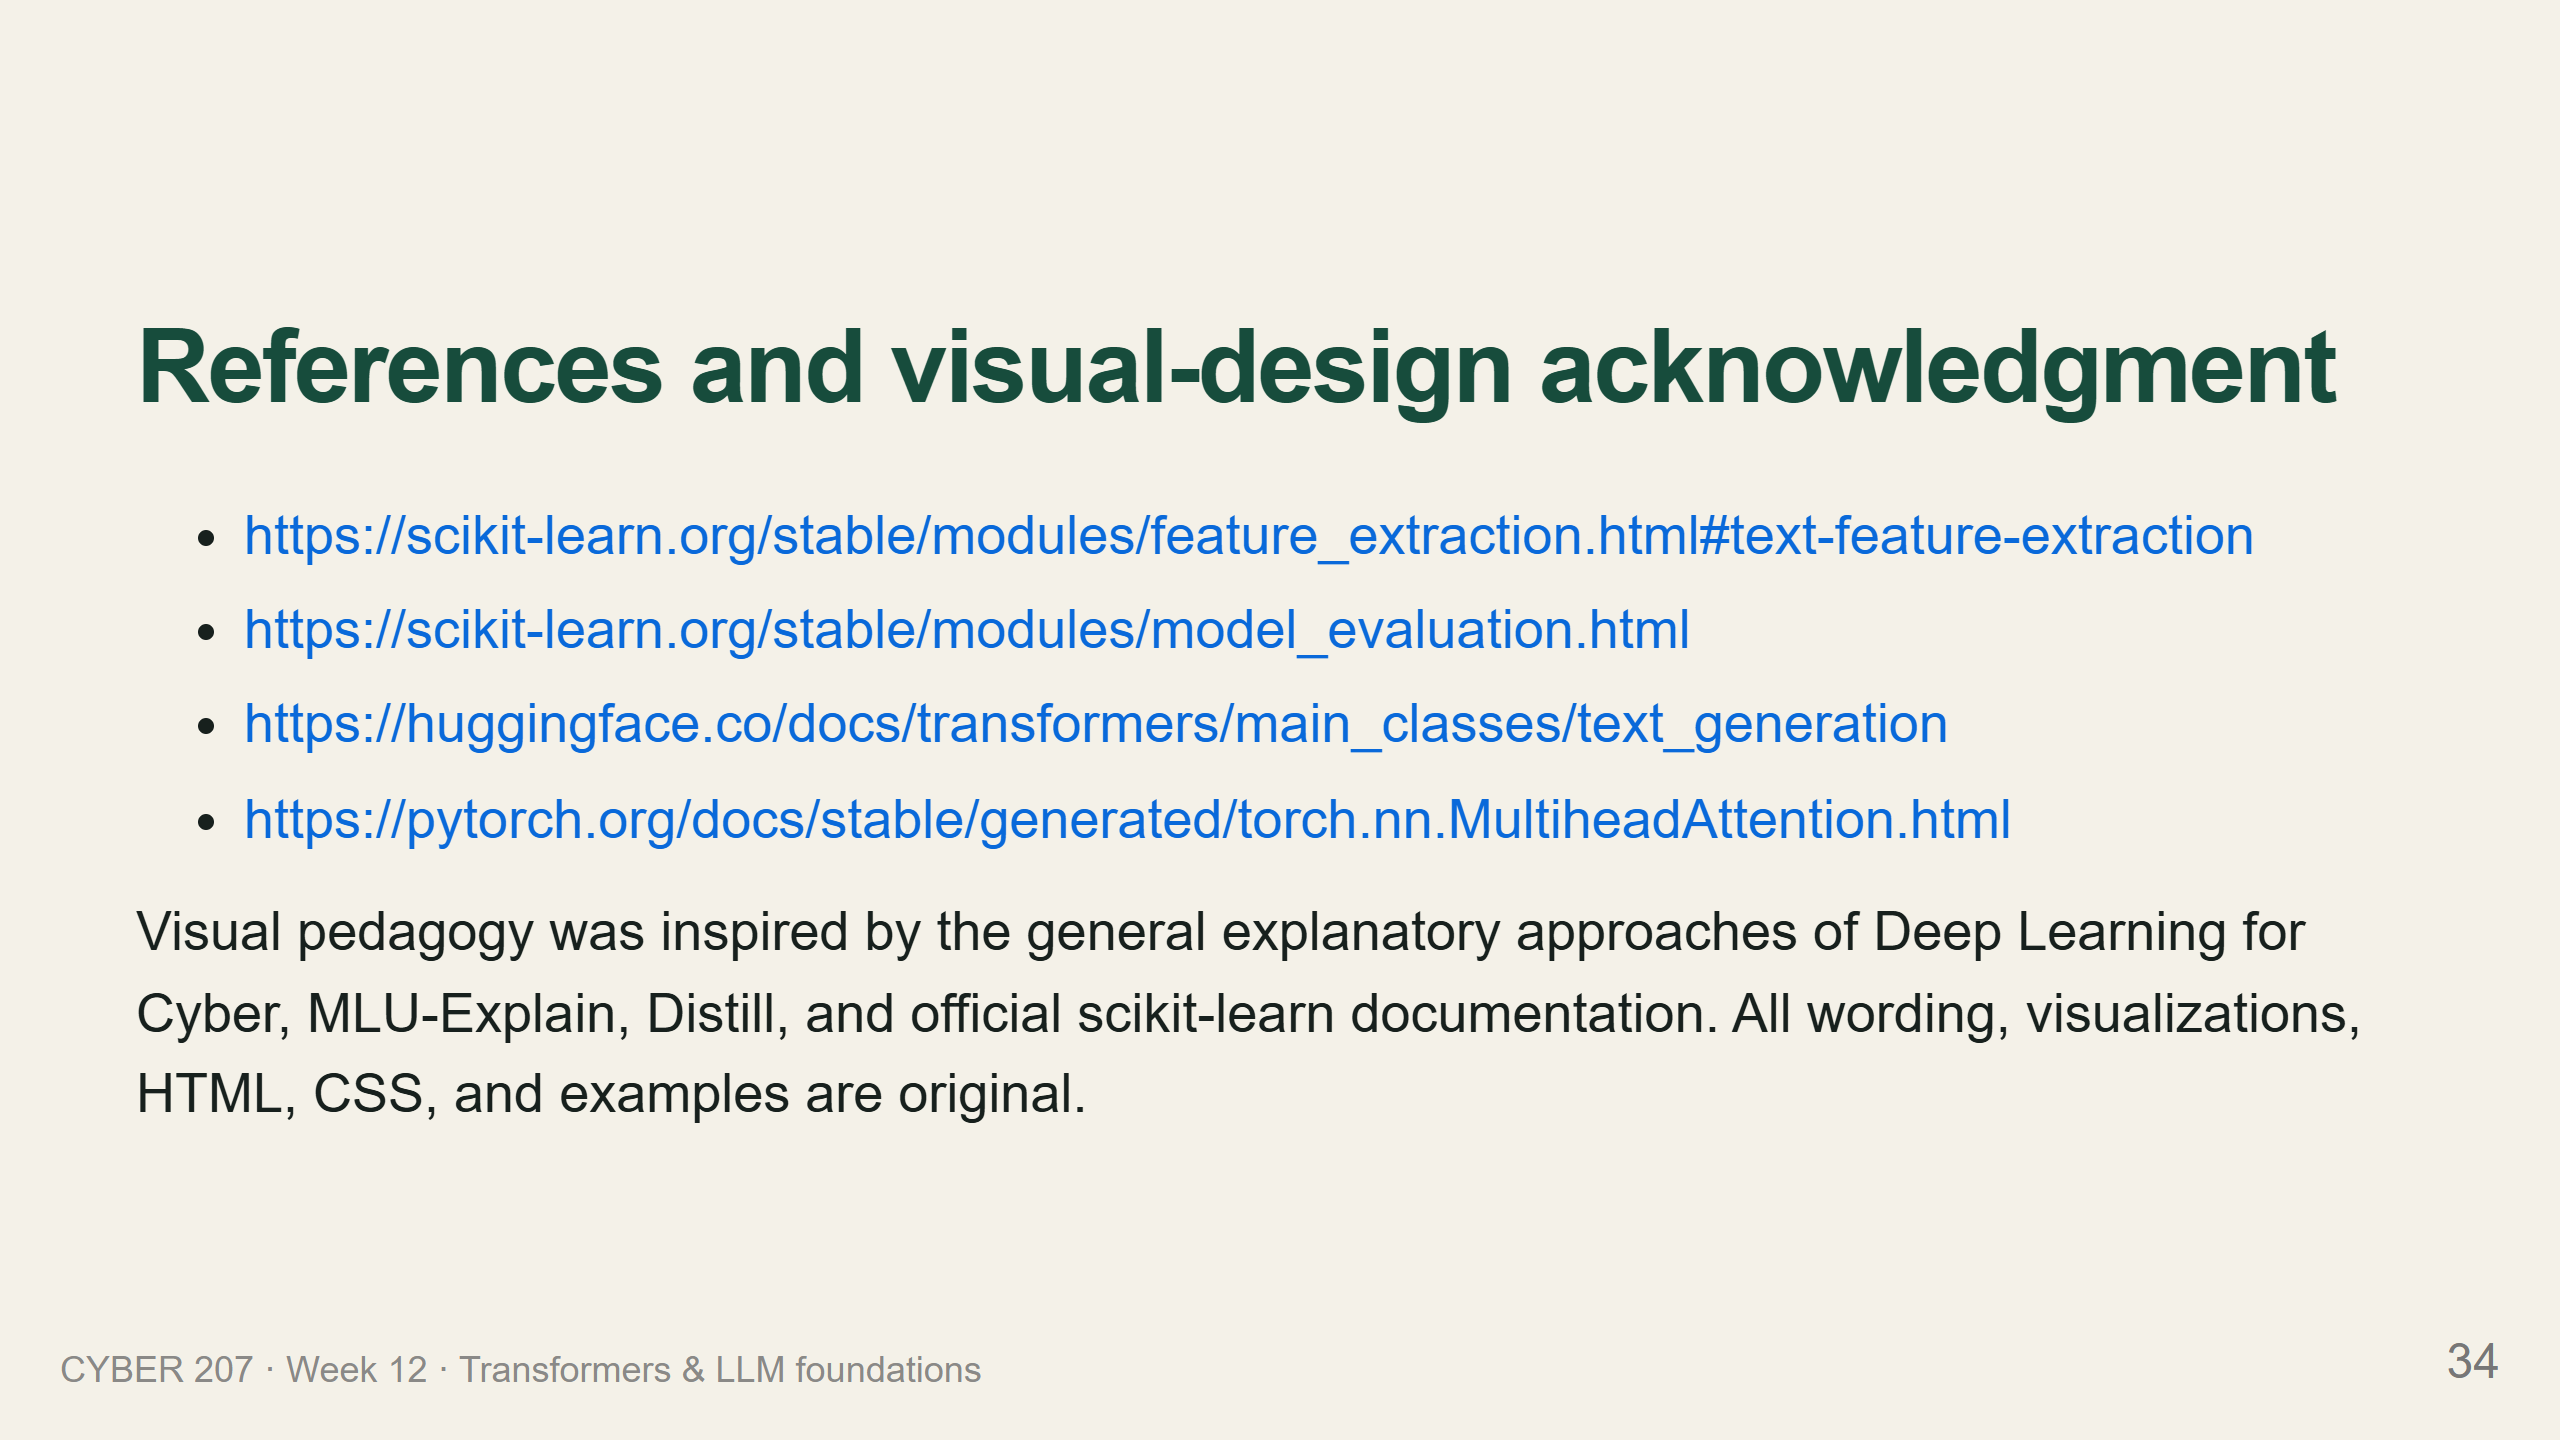 References and visual-design acknowledgment
• https://scikit-learn.org/stable/modules/feature_extraction.html#text-feature-extraction
• https://scikit-learn.org/stable/modules/model_evaluation.html
• https://huggingface.co/docs/transformers/main_classes/text_generation
• https://pytorch.org/docs/stable/generated/torch.nn.MultiheadAttention.html
Visual pedagogy was inspired by the general explanatory approaches of Deep Learning for
Cyber, MLU-Explain, Distill, and official scikit-learn documentation. All wording, visualizations,
HTML, CSS, and examples are original.
CYBER 207 · Week 12 · Transformers & LLM foundations
34